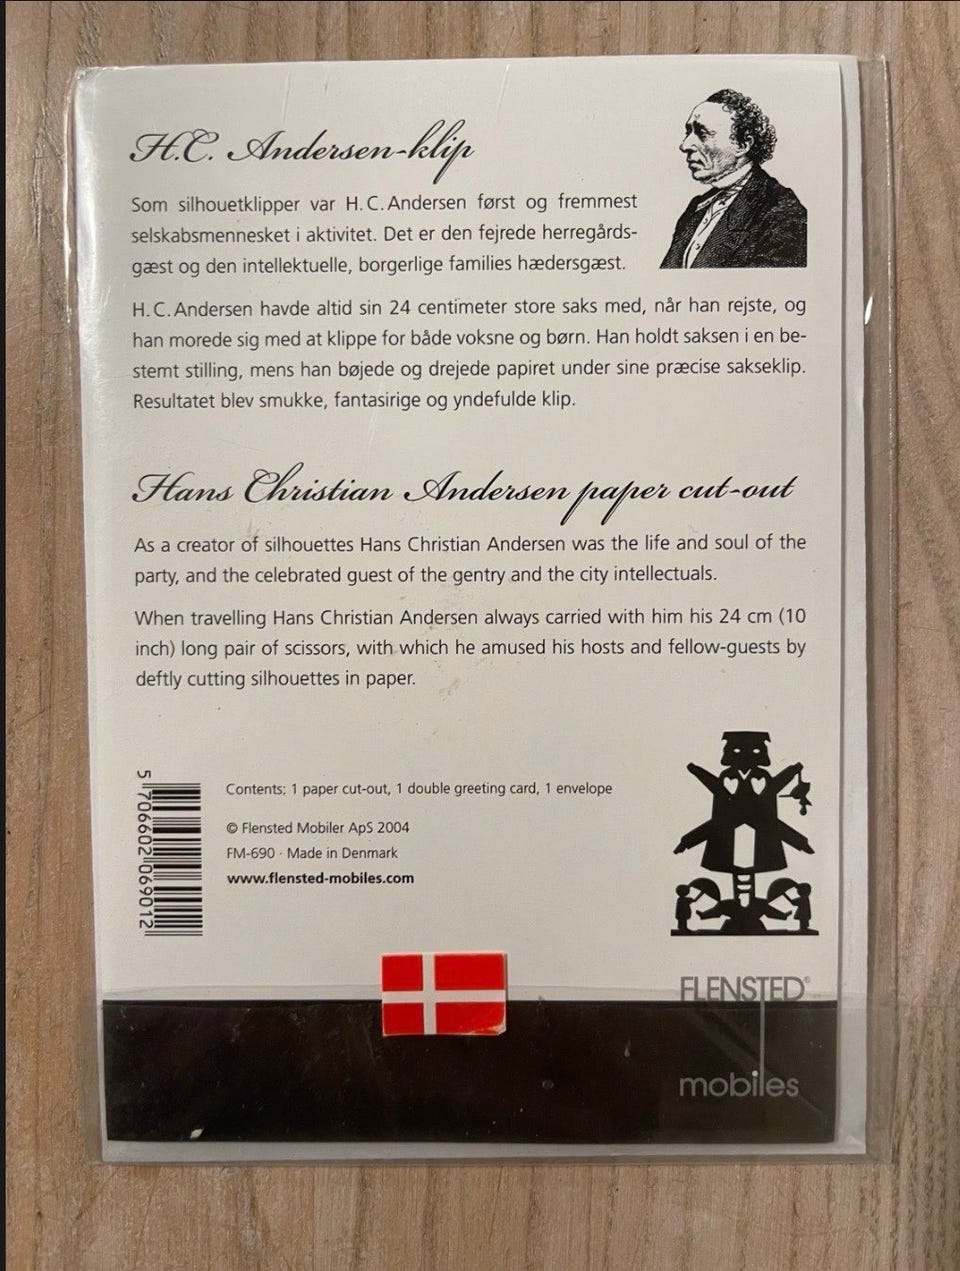 H.C. Andersen-klip
Som silhouetklipper var H. C. Andersen først og fremmest
selskabsmennesket i aktivitet. Det er den fejrede herregårds-
gæst og den intellektuelle, borgerlige families hædersgæst.
H. C. Andersen havde altid sin 24 centimeter store saks med, når han rejste, og
han morede sig med at klippe for både voksne og børn. Han holdt saksen i en be-
stemt stilling, mens han bøjede og drejede papiret under sine præcise sakseklip.
Resultatet blev smukke, fantasirige og yndefulde klip.
Hans Christian Andersen paper cut-out
As a creator of silhouettes Hans Christian Andersen was the life and soul of the
party, and the celebrated guest of the gentry and the city intellectuals.
When travelling Hans Christian Andersen always carried with him his 24 cm (10
inch) long pair of scissors, with which he amused his hosts and fellow-guests by
deftly cutting silhouettes in paper.
5 706602 069012
Contents: 1 paper cut-out, 1 double greeting card, 1 envelope
© Flensted Mobiler ApS 2004
FM-690 · Made in Denmark
www.flensted-mobiles.com
FLENSTED®
mobiles